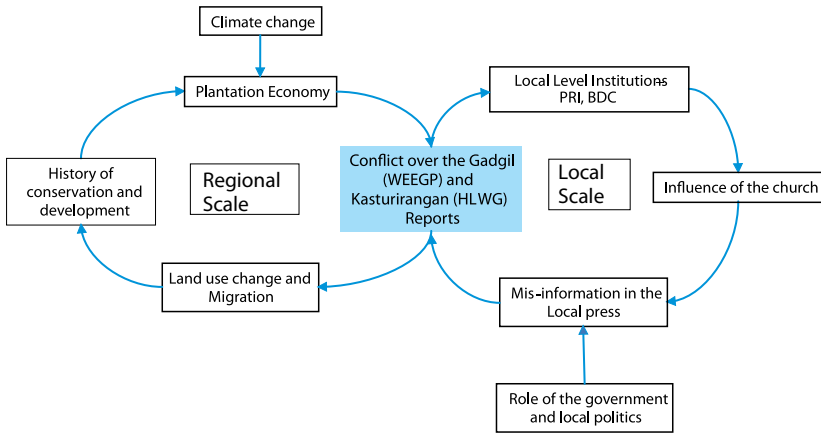 Climate change
Plantation Economy
Local Level Institutions-
PRI, BDC
History of
conservation and
development
Regional
Scale
Conflict over the Gadgil
(WEEGP) and
Kasturirangan (HLWG)
Reports
Local
Scale
Influence of the church
Land use change and
Migration
Mis-information in the
Local press
Role of the government
and local politics